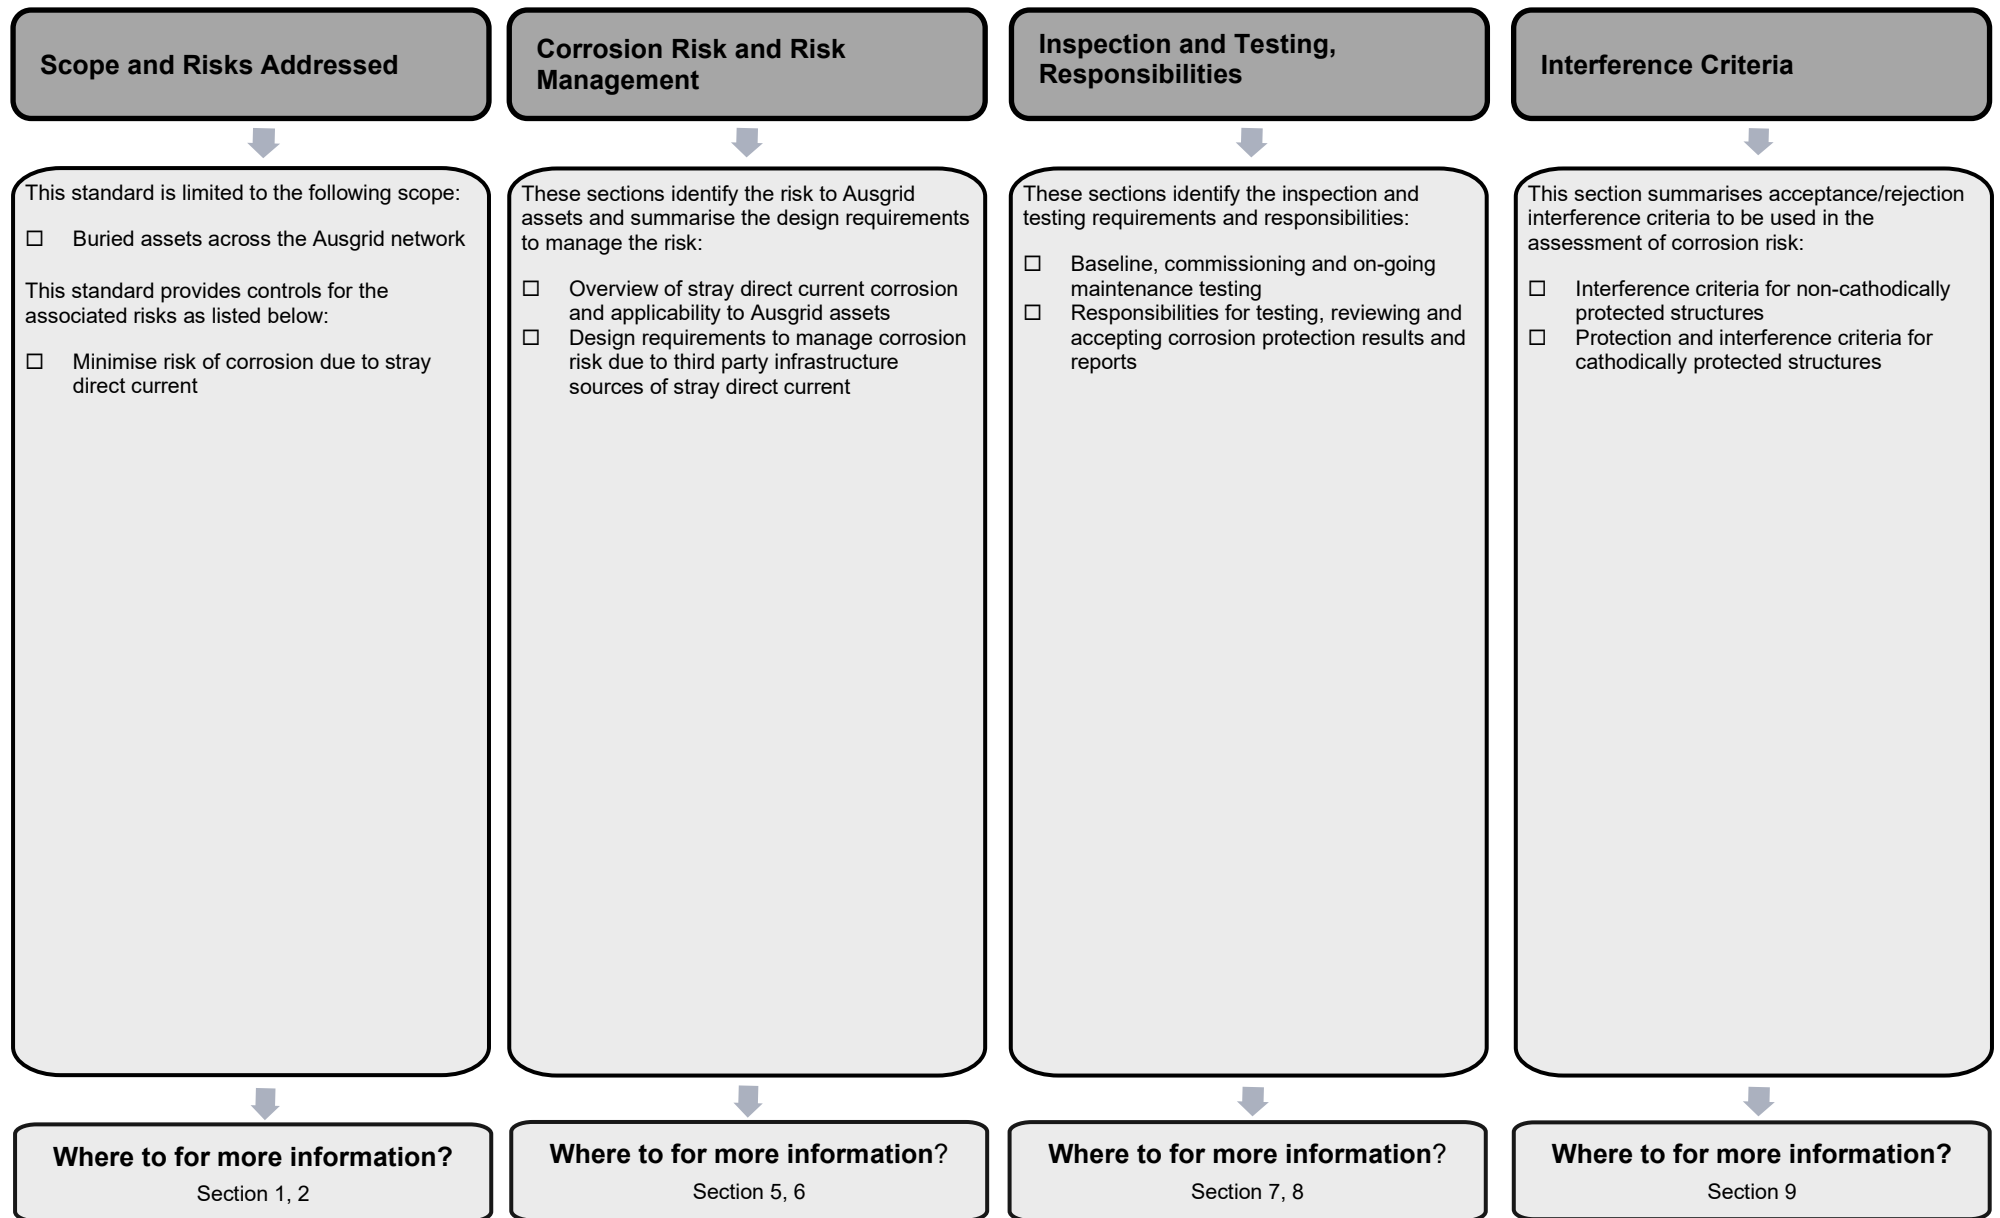 Scope and Risks Addressed
This standard is limited to the following scope:
☐ Buried assets across the Ausgrid network
This standard provides controls for the
associated risks as listed below:
☐ Minimise risk of corrosion due to stray
direct current
Where to for more information?
Section 1, 2
Corrosion Risk and Risk
Management
These sections identify the risk to Ausgrid
assets and summarise the design requirements
to manage the risk:
☐ Overview of stray direct current corrosion
and applicability to Ausgrid assets
☐ Design requirements to manage corrosion
risk due to third party infrastructure
sources of stray direct current
Where to for more information?
Section 5, 6
Inspection and Testing,
Responsibilities
These sections identify the inspection and
testing requirements and responsibilities:
☐ Baseline, commissioning and on-going
maintenance testing
☐ Responsibilities for testing, reviewing and
accepting corrosion protection results and
reports
Where to for more information?
Section 7, 8
Interference Criteria
This section summarises acceptance/rejection
interference criteria to be used in the
assessment of corrosion risk:
☐ Interference criteria for non-cathodically
protected structures
☐ Protection and interference criteria for
cathodically protected structures
Where to for more information?
Section 9